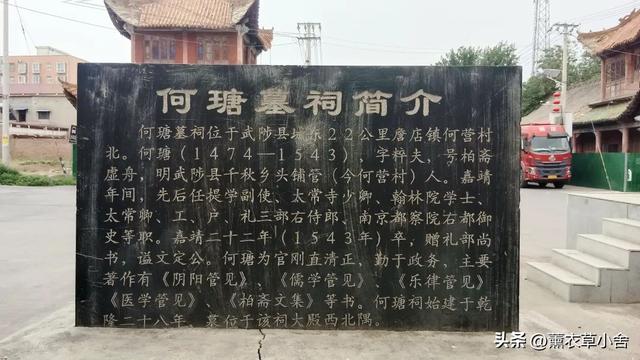 何瑭墓祠简介
何瑭墓祠位于武陟县城东22公里詹店镇何营村
北。何瑭（1474—1543），字粹夫，号柏斋
虚舟，明武陟县千秋乡头铺营（今何营村）人。嘉靖
年间，先后任提学副使、太常寺少卿、翰林院学士、
太常卿、工、户、礼三部右侍郎、南京都察院右都御
史等职。嘉靖二十二年（1543年）卒，赠礼部尚
书，谥文定公。何瑭为官刚直清正，勤于政务，主要
著作有《阴阳管见》、《儒学管见》、《乐律管见》
《医学管见》、《柏斋文集》等书。何瑭祠始建于乾
隆二十八年，墓位于该祠大殿西北隅。
头条 @薰衣草小舍